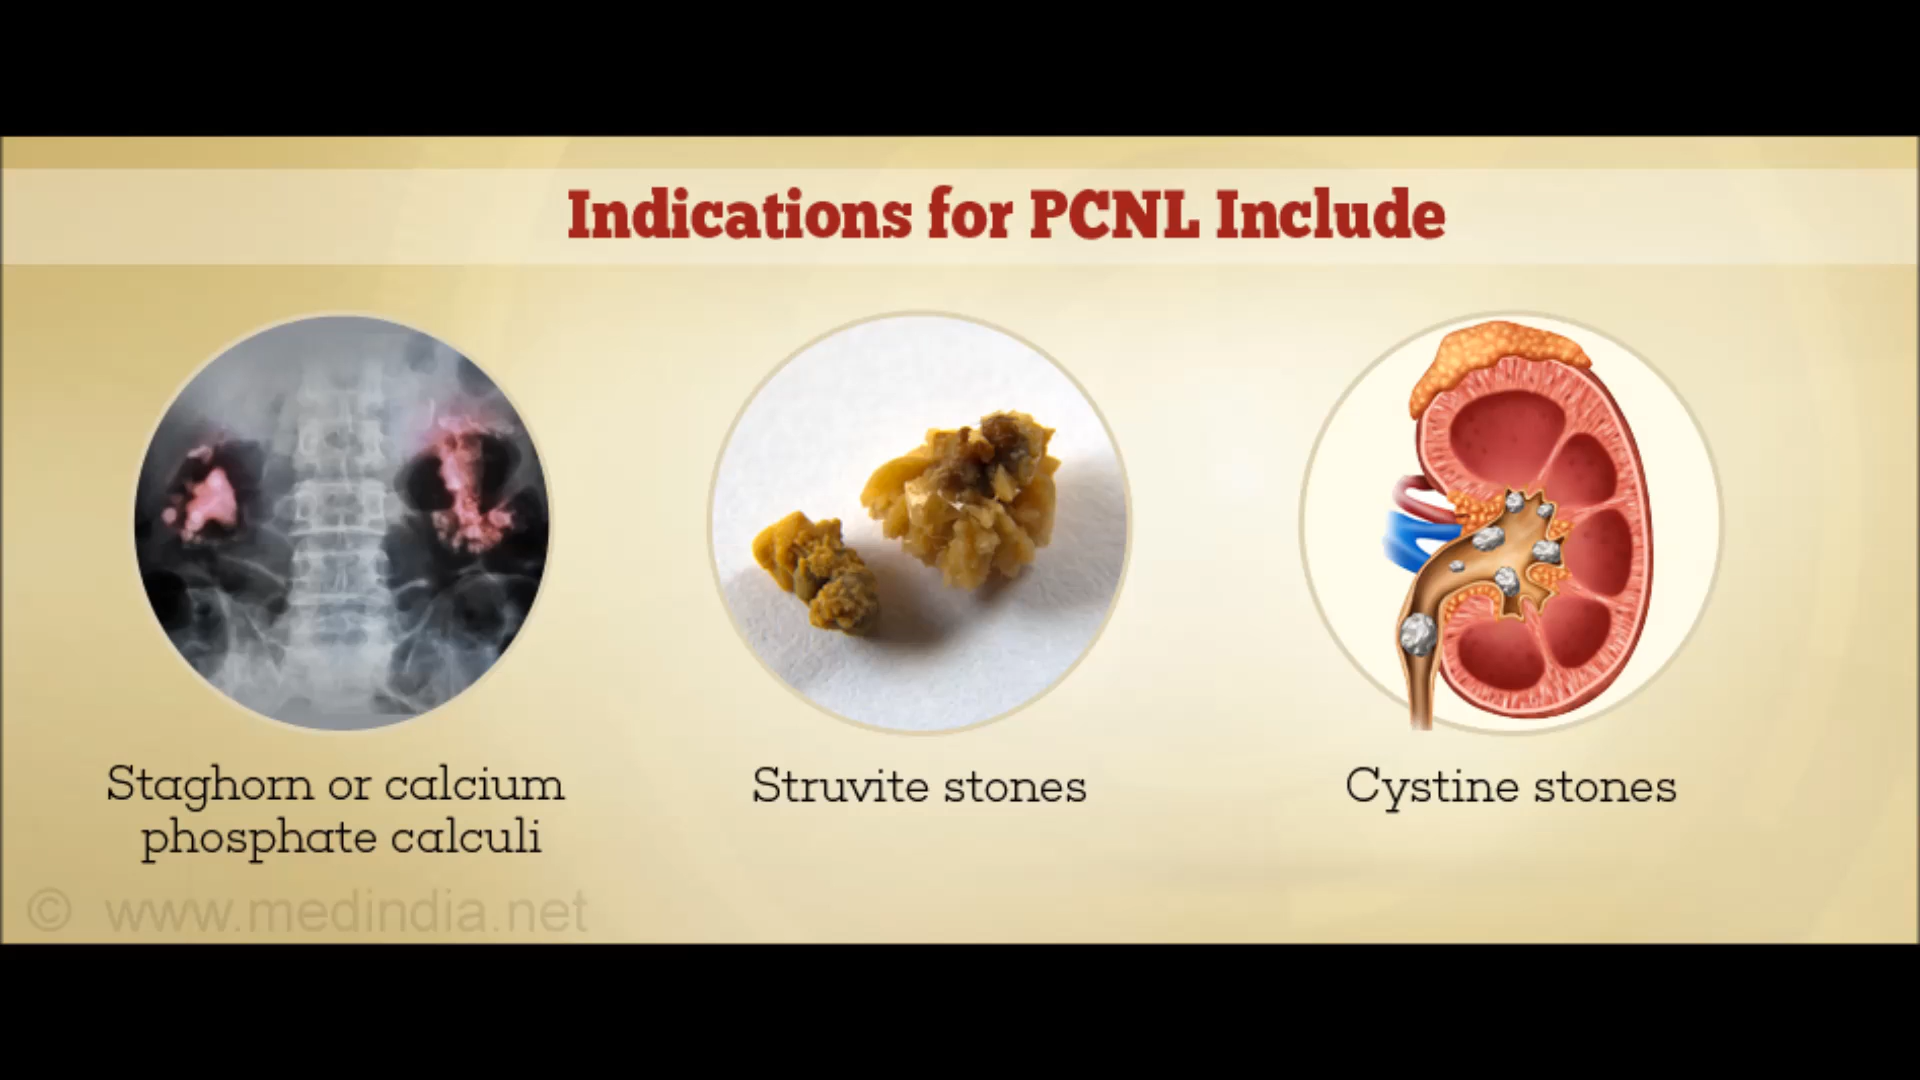 Indications for PCNL Include
Staghorn or calcium
phosphate calculi
Struvite stones
Cystine stones
© www.medindia.net